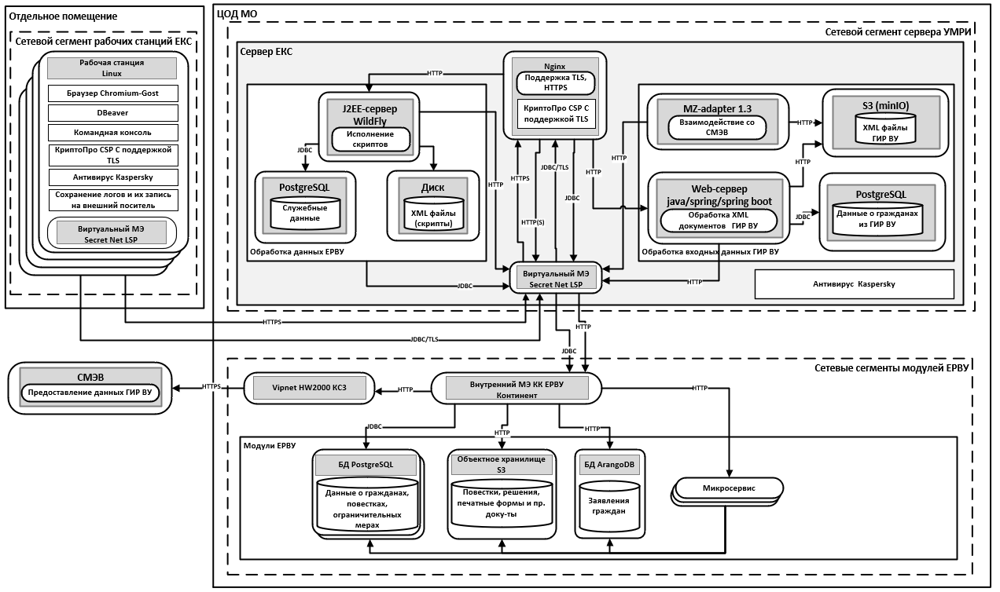 Отдельное помещение
Сетевой сегмент рабочих станций ЕКС
Рабочая станция
Linux
Браузер Chromium-Gost
DBeaver
Командная консоль
КриптоПро CSP С поддержкой
TLS
Антивирус Kaspersky
Сохранение логов и их запись
на внешний поситель
Виртуальный МЭ
Secret Net LSP
ЦОД МО
Сетевой сегмент сервера УМРИ
Сервер ЕКС
Nginx
Поддержка TLS,
HTTPS
КриптоПро CSP С
поддержкой TLS
HTTP
J2EE-сервер
WildFly
Исполнение
скриптов
JDBC
PostgreSQL
Служебные
данные
Диск
XML файлы
(скрипты)
Обработка данных ЕРВУ
HTTP
HTTPS
HTTP(S)
JDBC/TLS
JDBC
HTTP
HTTP
MZ-adapter 1.3
Взаимодействие со
СМЭВ
HTTP
S3 (minIO)
XML файлы
ГИР ВУ
HTTP
Web-сервер
java/spring/spring boot
Обработка XML
документов ГИР ВУ
JDBC
PostgreSQL
Данные о гражданах
из ГИР ВУ
Обработка входных данных ГИР ВУ
Виртуальный МЭ
Secret Net LSP
JDBC
HTTP
Антивирус Kaspersky
HTTPS
JDBC/TLS
HTTP
JDBC
СМЭВ
Предоставление данных ГИР ВУ
HTTPS
Сетевые сегменты модулей ЕРВУ
Vipnet HW2000 КС3
HTTP
Внутренний МЭ КК ЕРВУ
Континент
HTTP
JDBC
HTTP
HTTP
Модули ЕРВУ
БД PostgreSQL
Данные о гражданах,
повестках,
ограничительных
мерах
Объектное хранилище
S3
Повестки, решения,
печатные формы и пр.
доку-ты
БД ArangoDB
Заявления
граждан
Микросервис